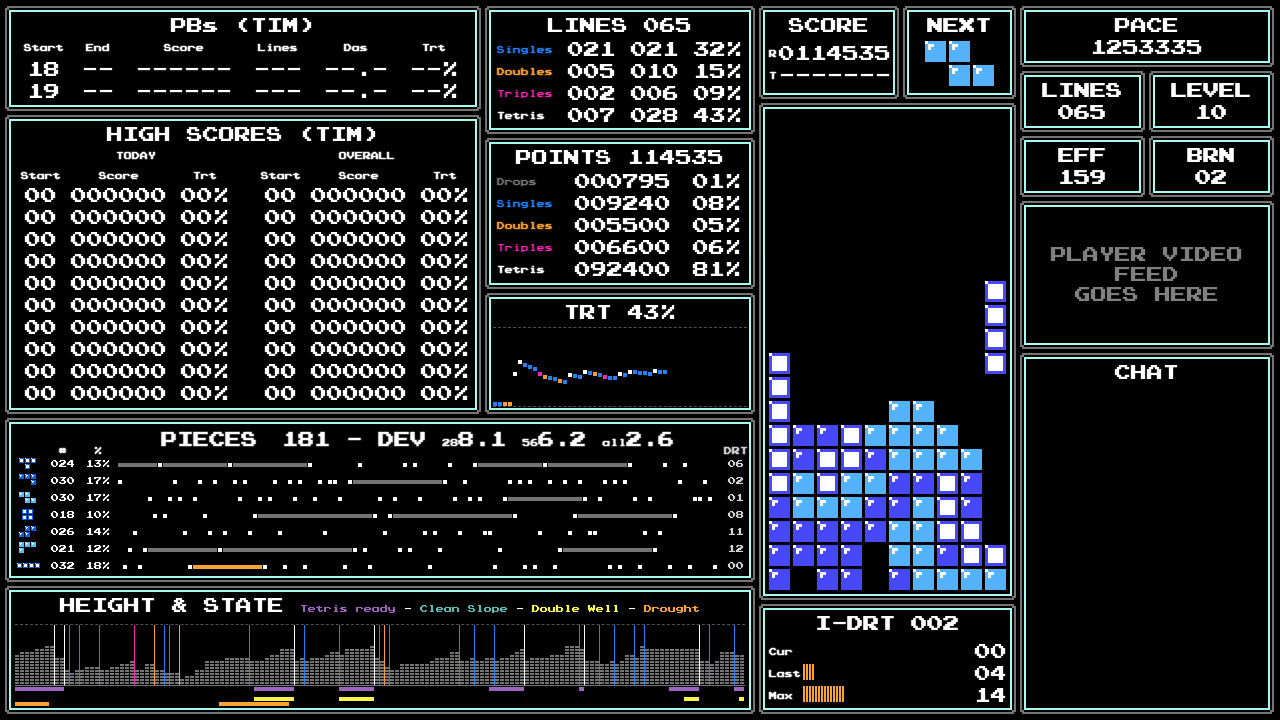 PBs (TIM)
Start End Score Lines Das Trt
18 -- ------ --- --.- --%
19 -- ------ --- --.- --%
HIGH SCORES (TIM)
TODAY OVERALL
Start Score Trt Start Score Trt
00 000000 00% 00 000000 00%
00 000000 00% 00 000000 00%
00 000000 00% 00 000000 00%
00 000000 00% 00 000000 00%
00 000000 00% 00 000000 00%
00 000000 00% 00 000000 00%
00 000000 00% 00 000000 00%
00 000000 00% 00 000000 00%
00 000000 00% 00 000000 00%
00 000000 00% 00 000000 00%
LINES 065
Singles 021 021 32%
Doubles 005 010 15%
Triples 002 006 09%
Tetris 007 028 43%
POINTS 114535
Drops 000795 01%
Singles 009240 08%
Doubles 005500 05%
Triples 006600 06%
Tetris 092400 81%
TRT 43%
PIECES 181 - DEV 288.1 566.2 all2.6
# % DRT
024 13% 06
030 17% 02
030 17% 01
018 10% 08
026 14% 11
021 12% 12
032 18% 00
HEIGHT & STATE Tetris ready - Clean Slope - Double Well - Drought
SCORE
R0114535
T-------
NEXT
I-DRT 002
Cur 00
Last 04
Max 14
PACE
1253335
LINES
065
LEVEL
10
EFF
159
BRN
02
PLAYER VIDEO
FEED
GOES HERE
CHAT